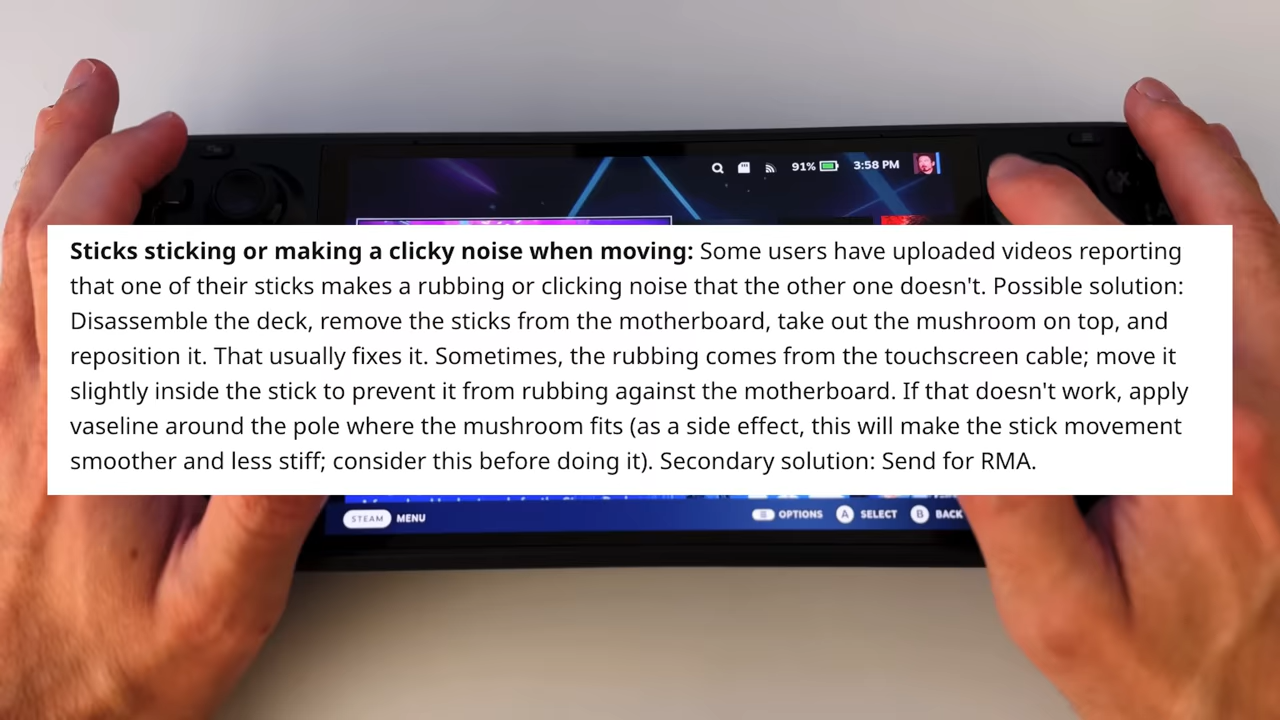 91% 3:58 PM
Sticks sticking or making a clicky noise when moving: Some users have uploaded videos reporting
that one of their sticks makes a rubbing or clicking noise that the other one doesn't. Possible solution:
Disassemble the deck, remove the sticks from the motherboard, take out the mushroom on top, and
reposition it. That usually fixes it. Sometimes, the rubbing comes from the touchscreen cable; move it
slightly inside the stick to prevent it from rubbing against the motherboard. If that doesn't work, apply
vaseline around the pole where the mushroom fits (as a side effect, this will make the stick movement
smoother and less stiff; consider this before doing it). Secondary solution: Send for RMA.
STEAM MENU OPTIONS A SELECT B BACK